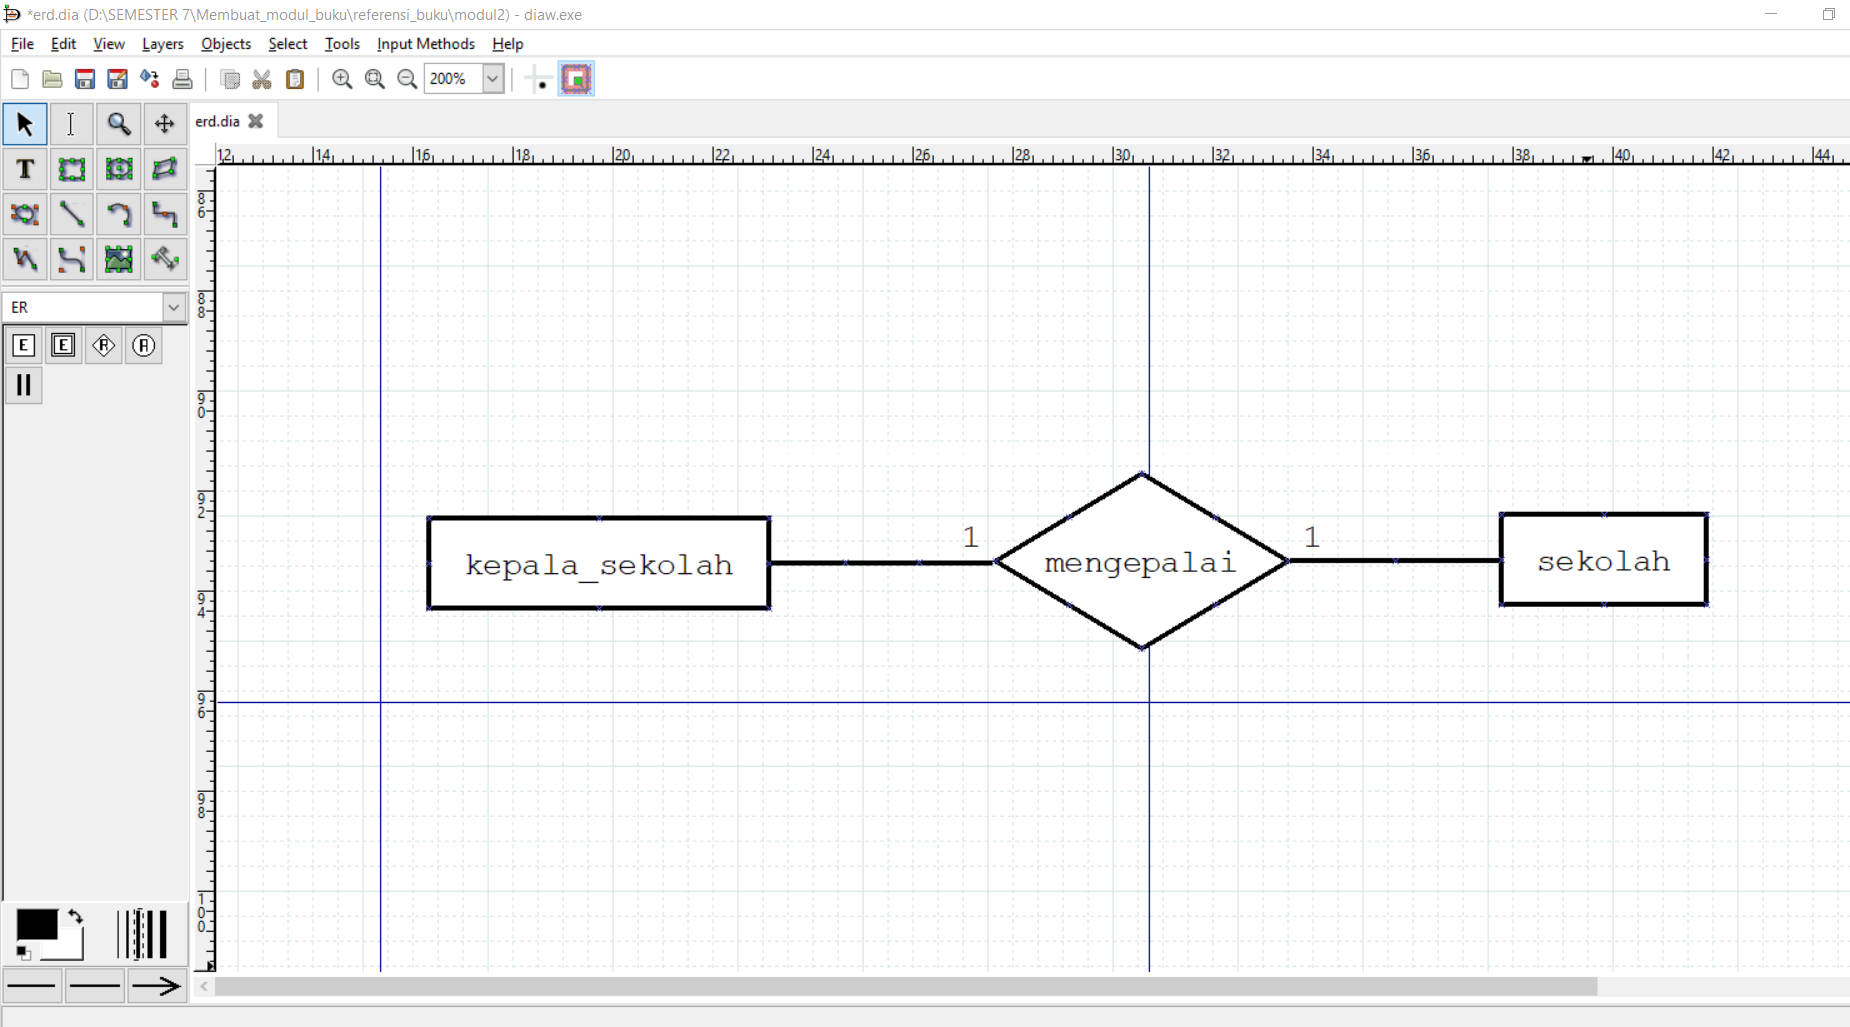 *erd.dia (D:\SEMESTER 7\Membuat_modul_buku\referensi_buku\modul2) - diaw.exe
File Edit View Layers Objects Select Tools Input Methods Help
200%
erd.dia
12 14 16 18 20 22 24 26 28 30 32 34 36 38 40 42 44
T
86
88
ER
E E R A
90
92
1 1
kepala_sekolah mengepalai sekolah
94
96
98
100